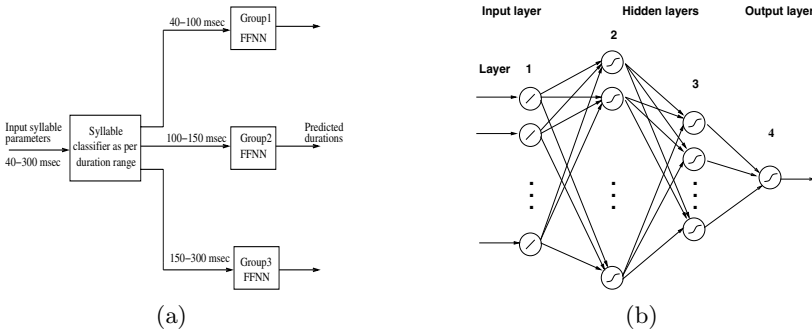 40−100 msec
Group1
FFNN
Input syllable
parameters
40−300 msec
Syllable
classifier as per
duration range
100−150 msec
Group2
FFNN
Predicted
durations
150−300 msec
Group3
FFNN
(a)
Input layer
Hidden layers
Output layer
Layer
1
2
3
4
(b)